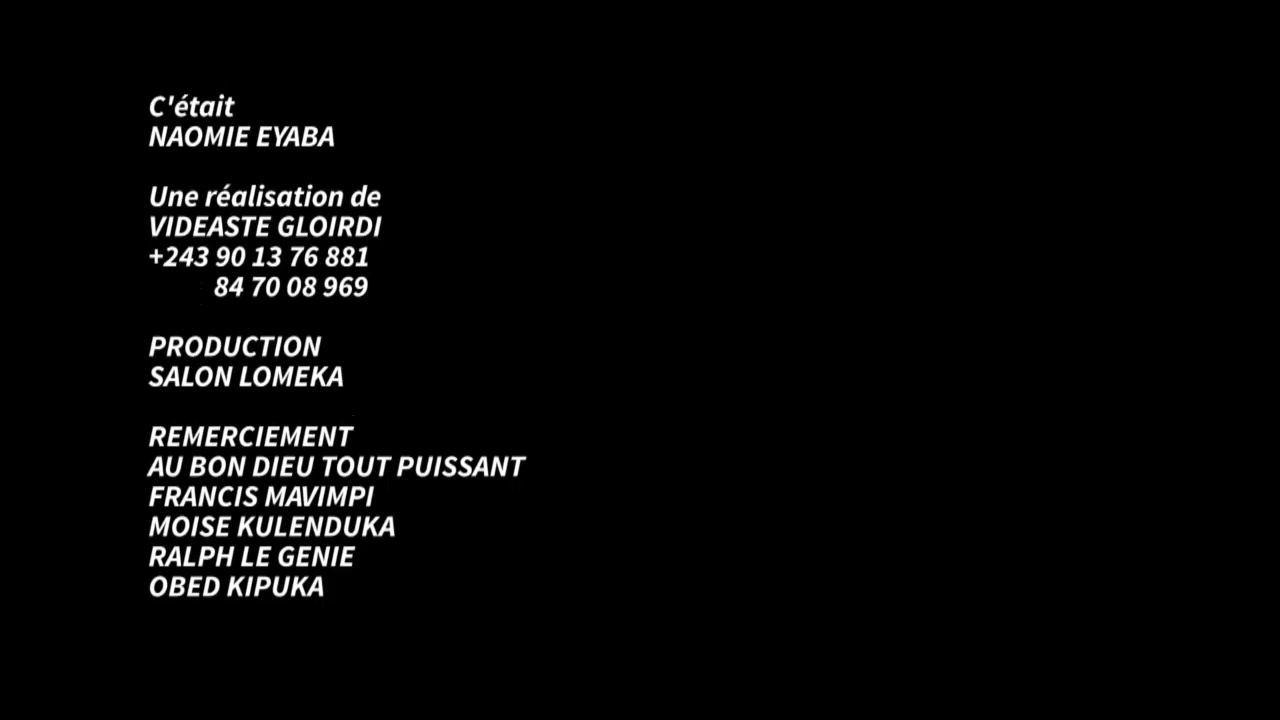 C'était
NAOMIE EYABA
Une réalisation de
VIDEASTE GLOIRDI
+243 90 13 76 881
84 70 08 969
PRODUCTION
SALON LOMEKA
REMERCIEMENT
AU BON DIEU TOUT PUISSANT
FRANCIS MAVIMPI
MOISE KULENDUKA
RALPH LE GENIE
OBED KIPUKA